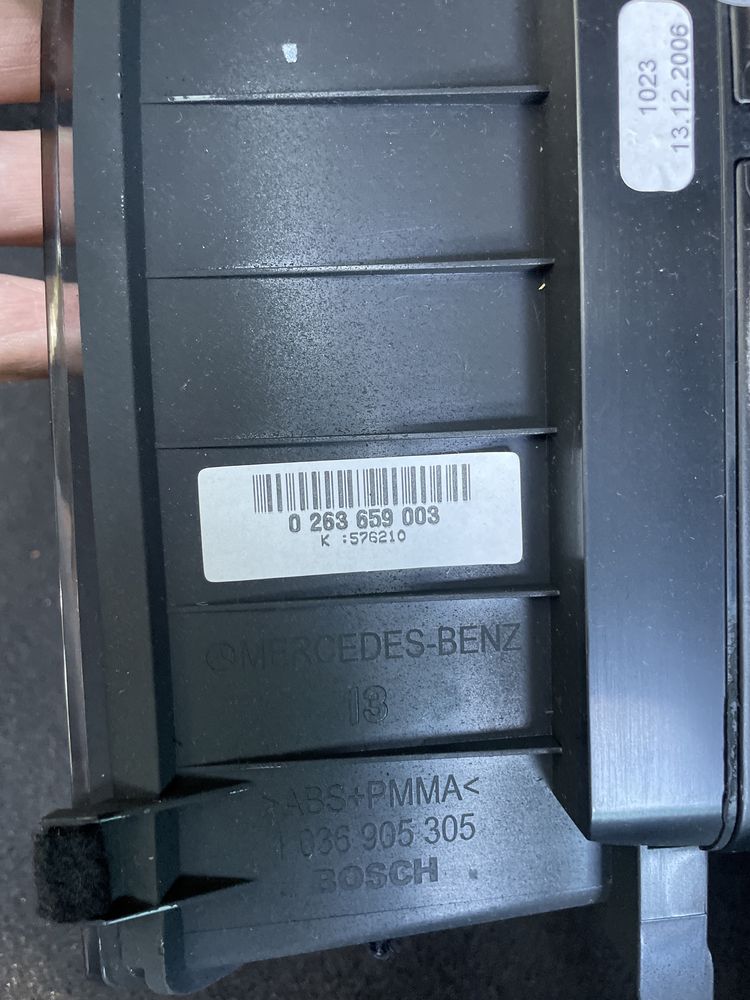 1023
13.12.2006
0 263 659 003
K :576210
MERCEDES-BENZ
13
>ABS+PMMA<
1 036 905 305
BOSCH